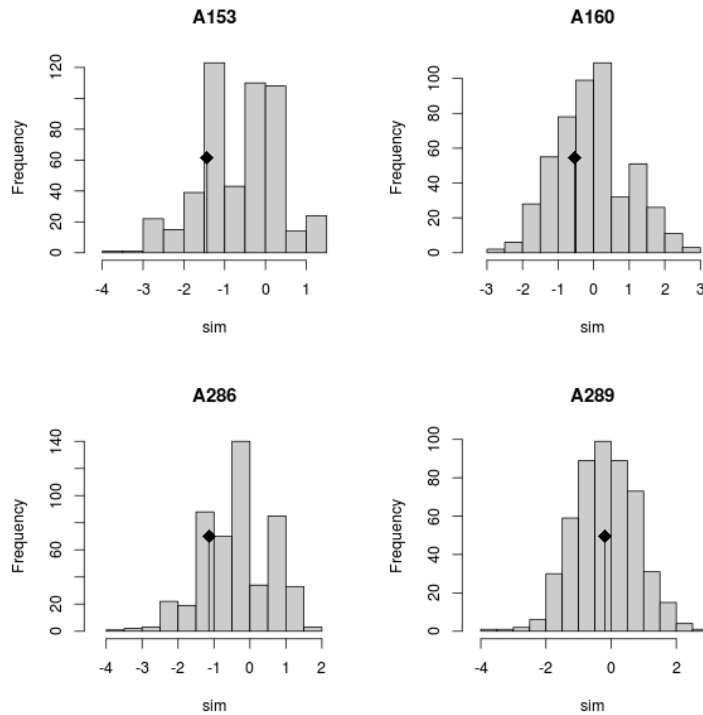 A153
Frequency
0 20 40 60 80 120
-4 -3 -2 -1 0 1
sim
A160
Frequency
0 20 40 60 80 100
-3 -2 -1 0 1 2 3
sim
A286
Frequency
0 20 60 100 140
-4 -3 -2 -1 0 1 2
sim
A289
Frequency
0 20 40 60 80 100
-4 -2 0 2
sim